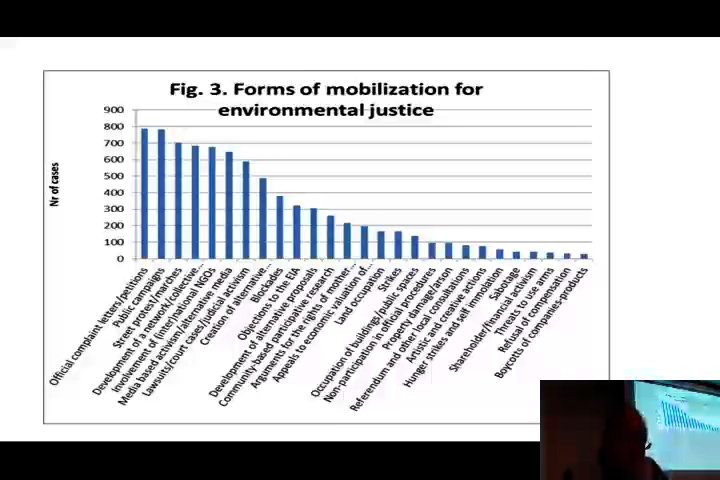 Fig. 3. Forms of mobilization for
environmental justice
Nr of cases
900
800
700
600
500
400
300
200
100
0
Official complaint letters/petitions
Public campaigns
Street protest/marches
Development of a network/collective…
Involvement of (inter)national NGOs
Media based activism/alternative media
Lawsuits/court cases/judicial activism
Creation of alternative…
Blockades
Objections to the EIA
Development of alternative proposals
Community-based participative research
Arguments for the rights of mother…
Appeals to economic valuation of…
Land occupation
Strikes
Occupation of buildings/public spaces
Non-participation in official procedures
Property damage/arson
Referendum and other local consultations
Artistic and creative actions
Hunger strikes and self immolation
Sabotage
Shareholder/financial activism
Threats to use arms
Refusal of compensation
Boycotts of companies-products